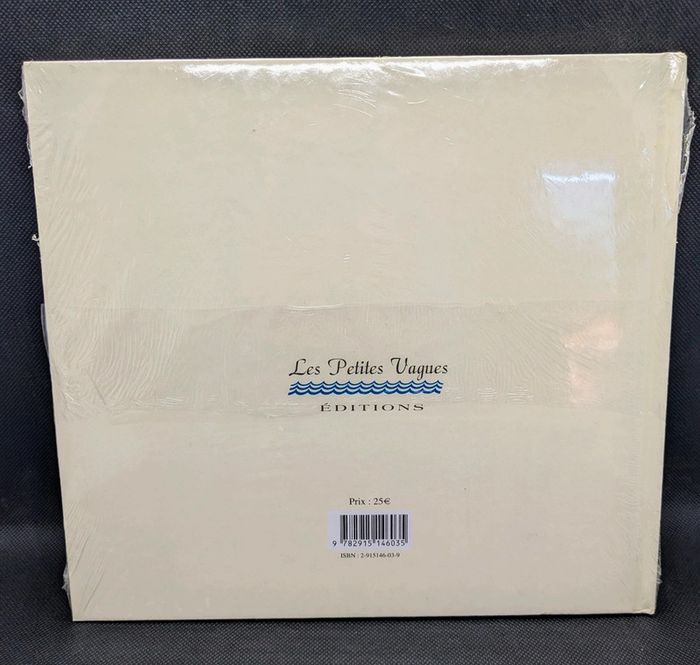 Les Petites Vagues
ÉDITIONS
Prix : 25€
9 782915 146035
ISBN : 2-915146-03-9